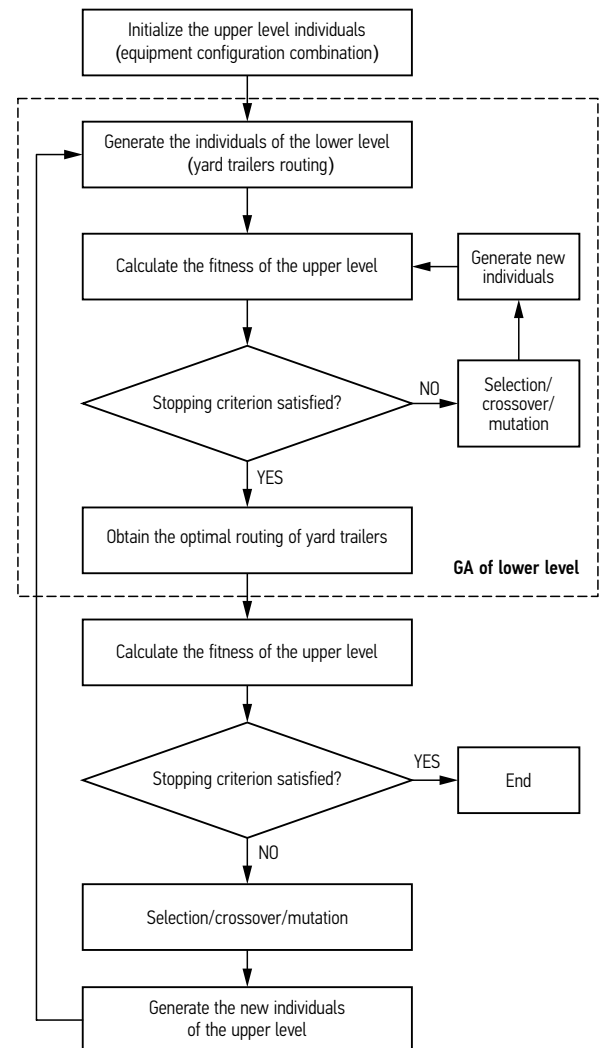 Initialize the upper level individuals
(equipment configuration combination)
Generate the individuals of the lower level
(yard trailers routing)
Calculate the fitness of the upper level
Generate new
individuals
Stopping criterion satisfied?
NO
Selection/
crossover/
mutation
YES
Obtain the optimal routing of yard trailers
GA of lower level
Calculate the fitness of the upper level
Stopping criterion satisfied?
YES
End
NO
Selection/crossover/mutation
Generate the new individuals
of the upper level